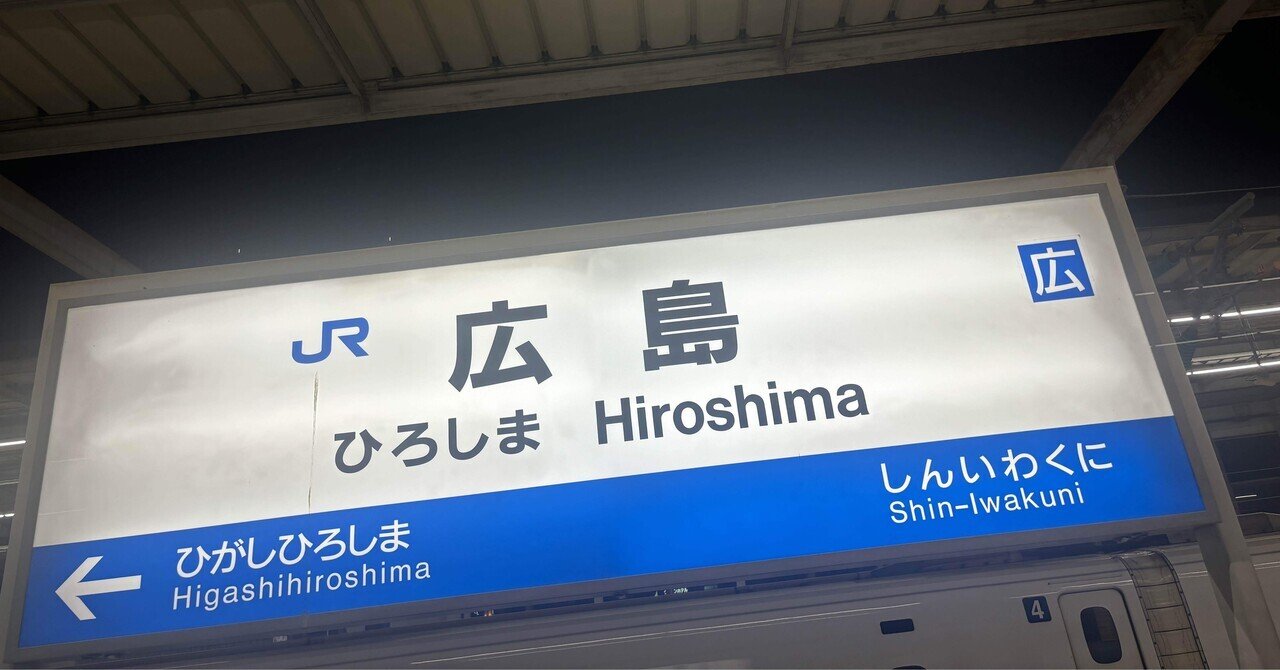 JR 広島
広
ひろしま Hiroshima
ひがしひろしま
Higashihiroshima
しんいわくに
Shin-Iwakuni
4